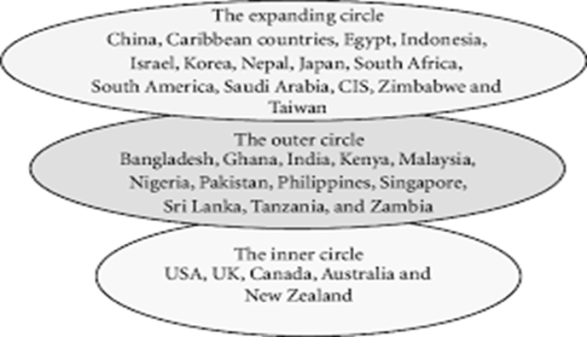 The expanding circle
China, Caribbean countries, Egypt, Indonesia,
Israel, Korea, Nepal, Japan, South Africa,
South America, Saudi Arabia, CIS, Zimbabwe and
Taiwan
The outer circle
Bangladesh, Ghana, India, Kenya, Malaysia,
Nigeria, Pakistan, Philippines, Singapore,
Sri Lanka, Tanzania, and Zambia
The inner circle
USA, UK, Canada, Australia and
New Zealand